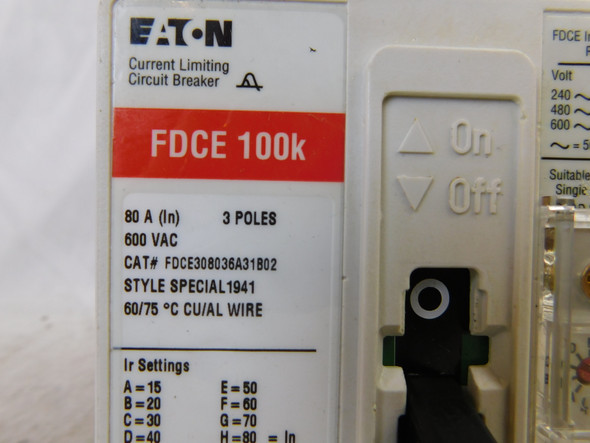 EATON
Current Limiting
Circuit Breaker
FDCE 100k
80 A (In) 3 POLES
600 VAC
CAT# FDCE308036A31B02
STYLE SPECIAL1941
60/75 °C CU/AL WIRE
Ir Settings
A=15 E=50
B=20 F=60
C=30 G=70
D=40 H=80 = In
△ On
▽ Off
FDCE
Volt
240 ~
480 ~
600 ~
Suitable
Single